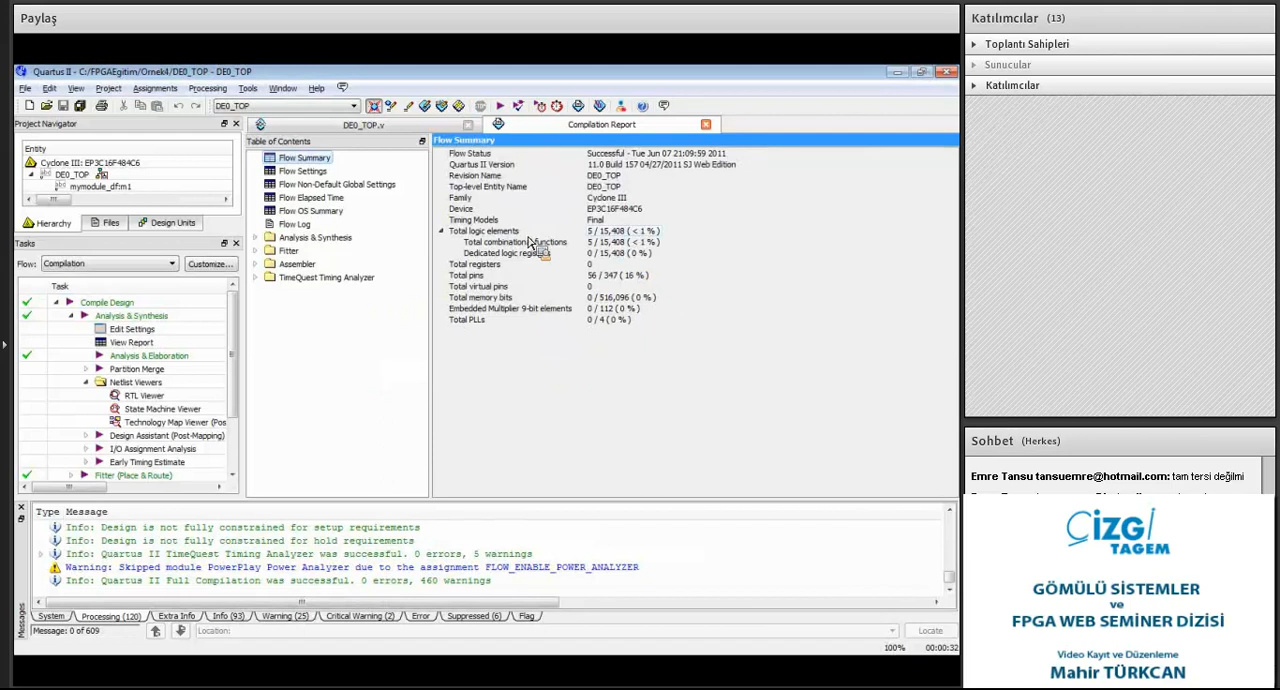 Paylaş
Quartus II - C:/FPGAEgitim/Ornek4/DE0_TOP - DE0_TOP
File Edit View Project Assignments Processing Tools Window Help
DE0_TOP
Project Navigator
Entity
Cyclone III: EP3C16F484C6
DE0_TOP
mymodule_df:m1
Hierarchy Files Design Units
Tasks
Flow: Compilation Customize...
Task
Compile Design
Analysis & Synthesis
Edit Settings
View Report
Analysis & Elaboration
Partition Merge
Netlist Viewers
RTL Viewer
State Machine Viewer
Technology Map Viewer (Pos
Design Assistant (Post-Mapping)
I/O Assignment Analysis
Early Timing Estimate
Fitter (Place & Route)
DE0_TOP.v Compilation Report
Table of Contents
Flow Summary
Flow Settings
Flow Non-Default Global Settings
Flow Elapsed Time
Flow OS Summary
Flow Log
Analysis & Synthesis
Fitter
Assembler
TimeQuest Timing Analyzer
Flow Summary
Flow Status Successful - Tue Jun 07 21:09:59 2011
Quartus II Version 11.0 Build 157 04/27/2011 SJ Web Edition
Revision Name DE0_TOP
Top-level Entity Name DE0_TOP
Family Cyclone III
Device EP3C16F484C6
Timing Models Final
Total logic elements 5 / 15,408 ( < 1 % )
Total combinational functions 5 / 15,408 ( < 1 % )
Dedicated logic registers 0 / 15,408 ( 0 % )
Total registers 0
Total pins 56 / 347 ( 16 % )
Total virtual pins 0
Total memory bits 0 / 516,096 ( 0 % )
Embedded Multiplier 9-bit elements 0 / 112 ( 0 % )
Total PLLs 0 / 4 ( 0 % )
Messages
Type Message
Info: Design is not fully constrained for setup requirements
Info: Design is not fully constrained for hold requirements
Info: Quartus II TimeQuest Timing Analyzer was successful. 0 errors, 5 warnings
Warning: Skipped module PowerPlay Power Analyzer due to the assignment FLOW_ENABLE_POWER_ANALYZER
Info: Quartus II Full Compilation was successful. 0 errors, 460 warnings
System Processing (120) Extra Info Info (93) Warning (25) Critical Warning (2) Error Suppressed (6) Flag
Message: 0 of 609 Location: Locate
100% 00:00:32
Katılımcılar (13)
Toplantı Sahipleri
Sunucular
Katılımcılar
Sohbet (Herkes)
Emre Tansu tansuemre@hotmail.com: tam tersi değilmi
ÇİZGİ
TAGEM
GÖMÜLÜ SİSTEMLER
ve
FPGA WEB SEMİNER DİZİSİ
Video Kayıt ve Düzenleme
Mahir TÜRKCAN